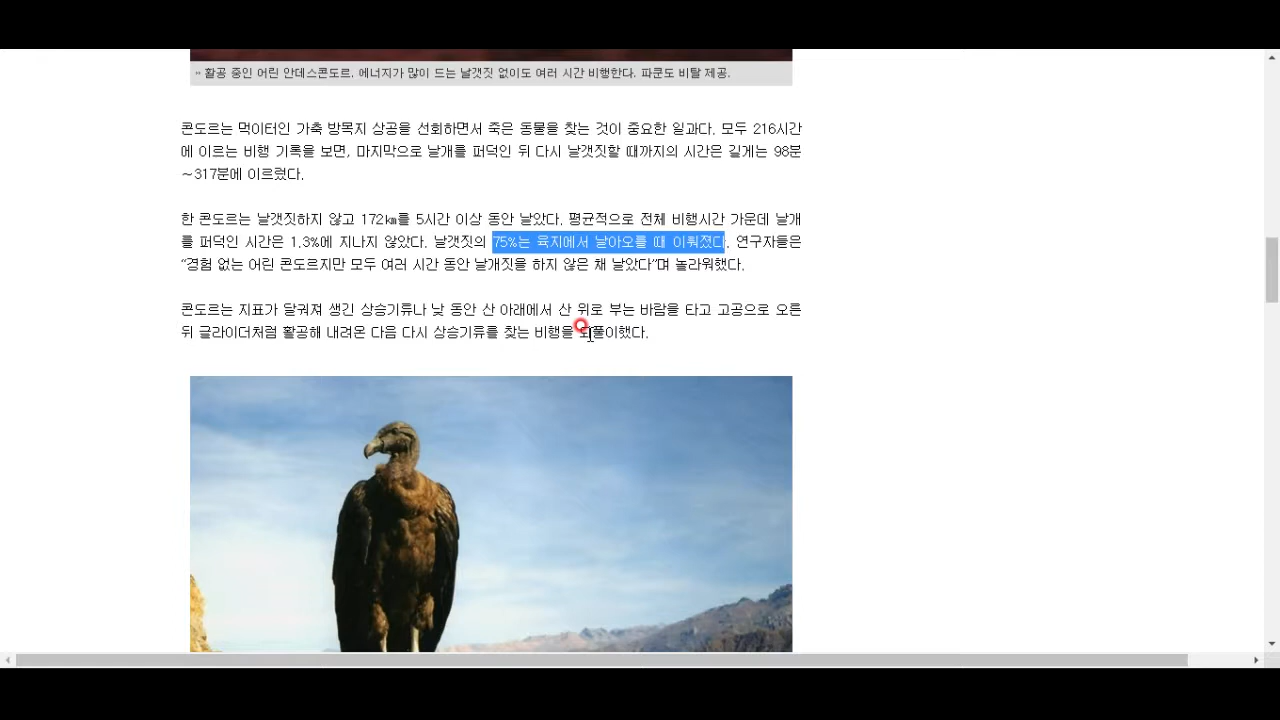 활공 중인 어린 안데스콘도르. 에너지가 많이 드는 날갯짓 없이도 여러 시간 비행한다. 파쿤도 비탈 제공.
콘도르는 먹이터인 가축 방목지 상공을 선회하면서 죽은 동물을 찾는 것이 중요한 일과다. 모두 216시간
에 이르는 비행 기록을 보면, 마지막으로 날개를 퍼덕인 뒤 다시 날갯짓할 때까지의 시간은 길게는 98분
∼317분에 이르렀다.
한 콘도르는 날갯짓하지 않고 172㎞를 5시간 이상 동안 날았다. 평균적으로 전체 비행시간 가운데 날개
를 퍼덕인 시간은 1.3%에 지나지 않았다. 날갯짓의 75%는 육지에서 날아오를 때 이뤄졌다. 연구자들은
“경험 없는 어린 콘도르지만 모두 여러 시간 동안 날개짓을 하지 않은 채 날았다”며 놀라워했다.
콘도르는 지표가 달궈져 생긴 상승기류나 낮 동안 산 아래에서 산 위로 부는 바람을 타고 고공으로 오른
뒤 글라이더처럼 활공해 내려온 다음 다시 상승기류를 찾는 비행을 되풀이했다.